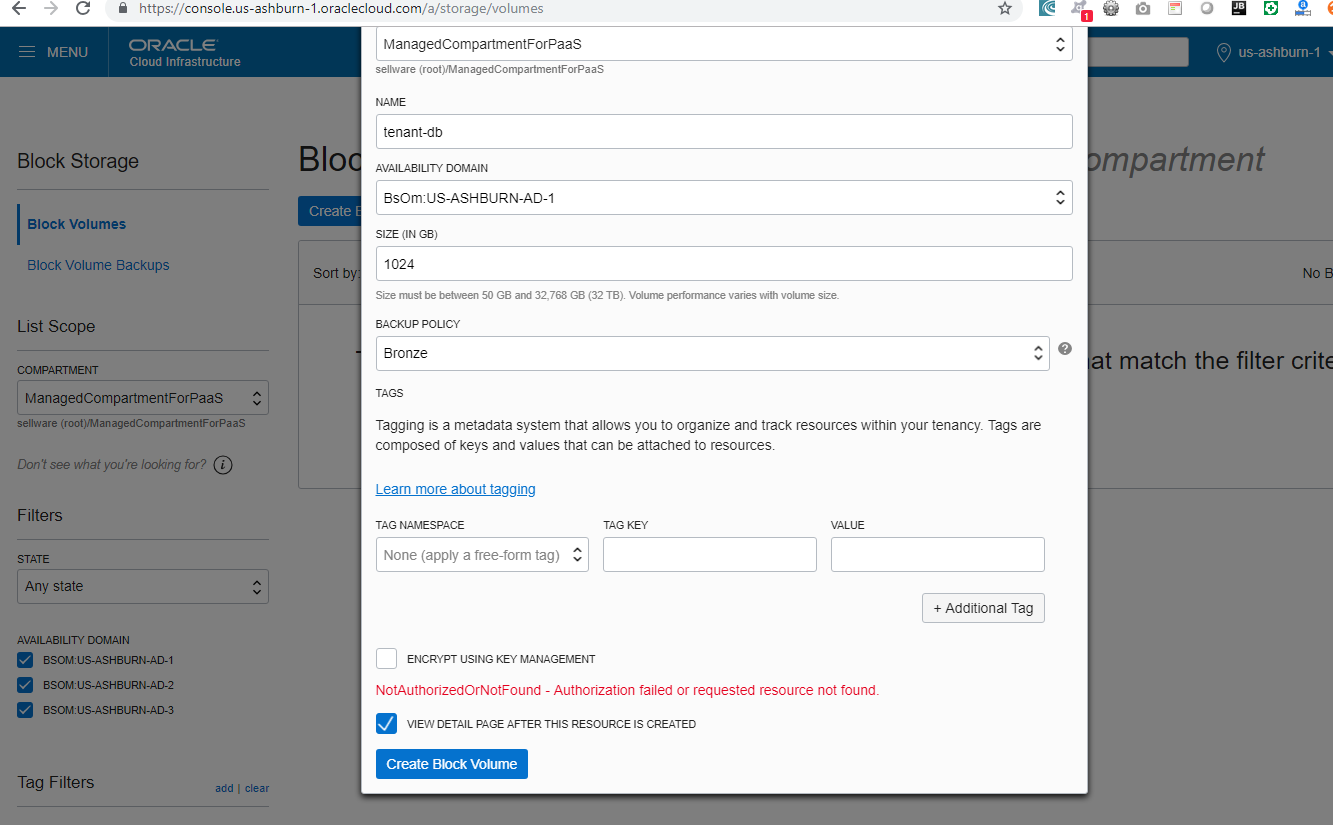 https://console.us-ashburn-1.oraclecloud.com/a/storage/volumes
1
JB
MENU
ORACLE
Cloud Infrastructure
us-ashburn-1
ManagedCompartmentForPaaS
sellware (root)/ManagedCompartmentForPaaS
NAME
tenant-db
AVAILABILITY DOMAIN
BsOm:US-ASHBURN-AD-1
SIZE (IN GB)
1024
Size must be between 50 GB and 32,768 GB (32 TB). Volume performance varies with volume size.
BACKUP POLICY
Bronze
TAGS
Tagging is a metadata system that allows you to organize and track resources within your tenancy. Tags are
composed of keys and values that can be attached to resources.
Learn more about tagging
TAG NAMESPACE TAG KEY VALUE
None (apply a free-form tag)
+ Additional Tag
ENCRYPT USING KEY MANAGEMENT
NotAuthorizedOrNotFound - Authorization failed or requested resource not found.
VIEW DETAIL PAGE AFTER THIS RESOURCE IS CREATED
Create Block Volume
Block Storage
Block Volumes
Block Volume Backups
List Scope
COMPARTMENT
ManagedCompartmentForPaaS
sellware (root)/ManagedCompartmentForPaaS
Don't see what you're looking for?
Filters
STATE
Any state
AVAILABILITY DOMAIN
BSOM:US-ASHBURN-AD-1
BSOM:US-ASHBURN-AD-2
BSOM:US-ASHBURN-AD-3
Tag Filters add | clear
Bloc ompartment
Create B
Sort by: No B
at match the filter crite